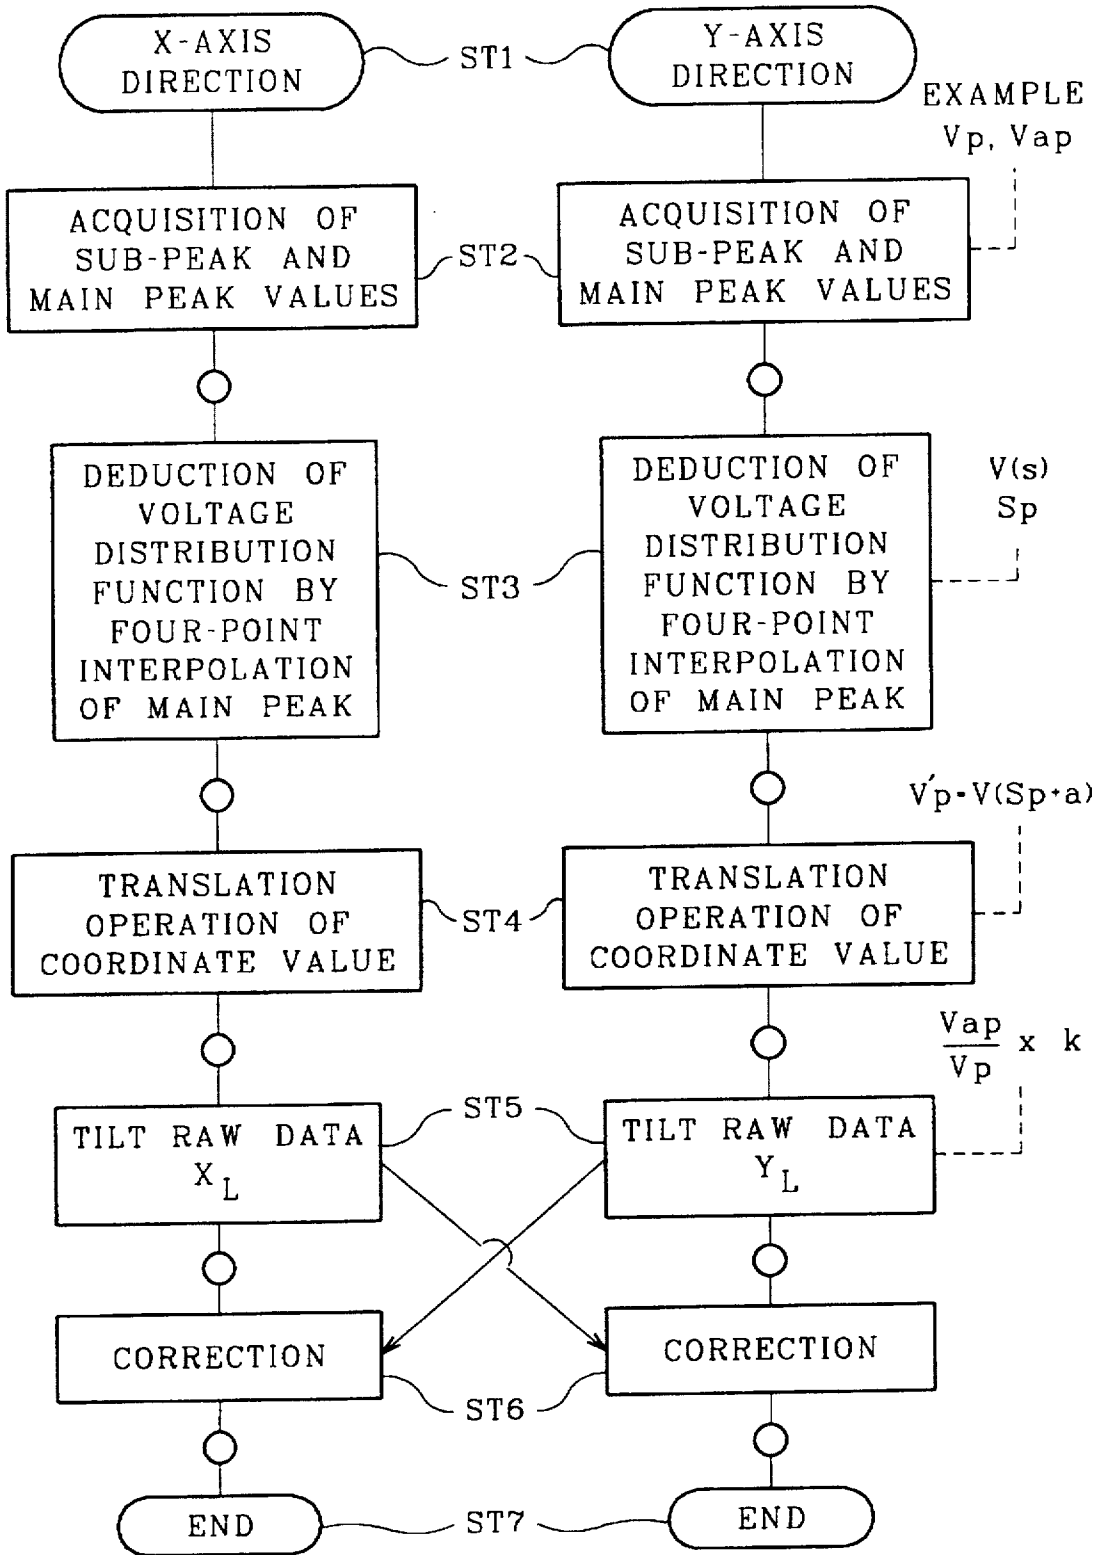 X-AXIS
DIRECTION
ST1
Y-AXIS
DIRECTION
EXAMPLE
Vp, Vap
ACQUISITION OF
SUB-PEAK AND
MAIN PEAK VALUES
ST2
ACQUISITION OF
SUB-PEAK AND
MAIN PEAK VALUES
DEDUCTION OF
VOLTAGE
DISTRIBUTION
FUNCTION BY
FOUR-POINT
INTERPOLATION
OF MAIN PEAK
ST3
DEDUCTION OF
VOLTAGE
DISTRIBUTION
FUNCTION BY
FOUR-POINT
INTERPOLATION
OF MAIN PEAK
V(s)
Sp
TRANSLATION
OPERATION OF
COORDINATE VALUE
ST4
TRANSLATION
OPERATION OF
COORDINATE VALUE
V'p-V(Sp+a)
TILT RAW DATA
X L
ST5
TILT RAW DATA
Y L
Vap
Vp x k
CORRECTION
ST6
CORRECTION
END
ST7
END